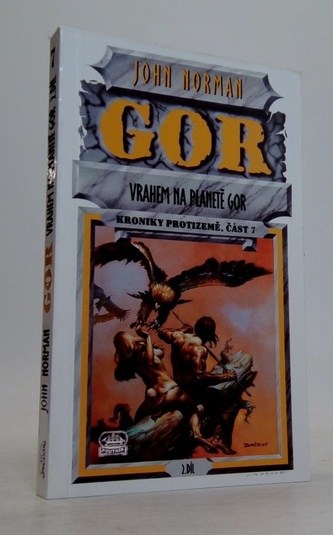 JOHN NORMAN
GOR
VRAHEM NA PLANETĚ GOR
KRONIKY PROTIZEMĚ, ČÁST 7
2.DÍL
JOHN NORMAN GOR VRAHEM NA PLANETĚ GOR 2.DÍL 7